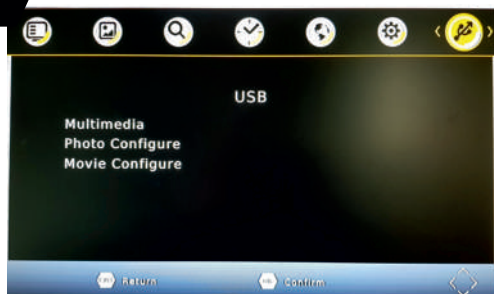 USB
Multimedia
Photo Configure
Movie Configure
Return
Confirm